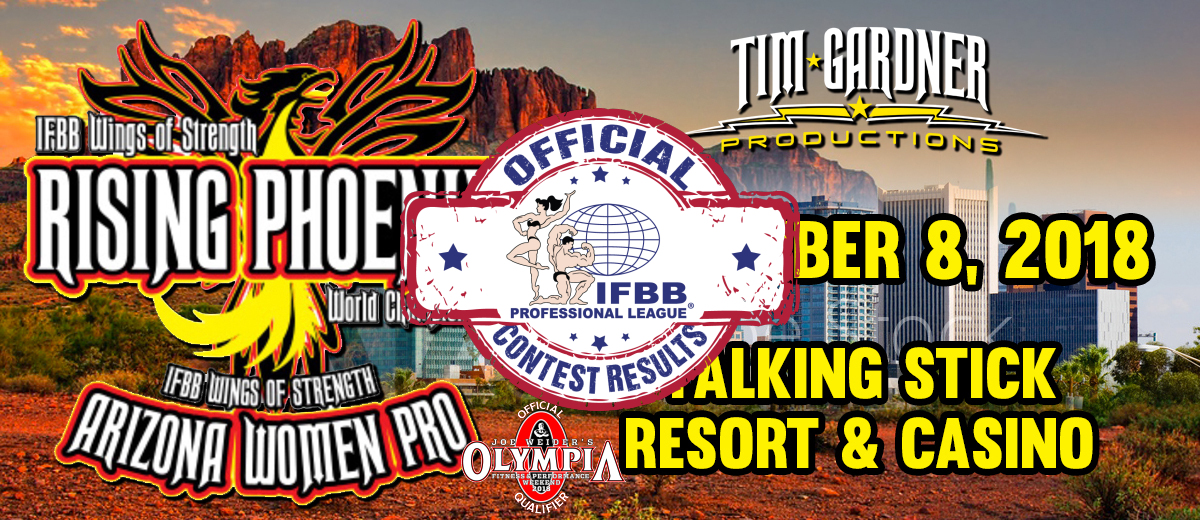 IFBB Wings of Strength
RISING PHOENI
World Ch
IFBB WINGS OF STRENGTH
ARIZONA WOMEN PRO
TIM GARDNER
PRODUCTIONS
OFFICIAL
IFBB
PROFESSIONAL LEAGUE®
CONTEST RESULTS
BER 8, 2018
TALKING STICK
RESORT & CASINO
OFFICIAL
JOE WEIDER'S
OLYMPIA
FITNESS & PERFORMANCE
WEEKEND
2018
QUALIFIER